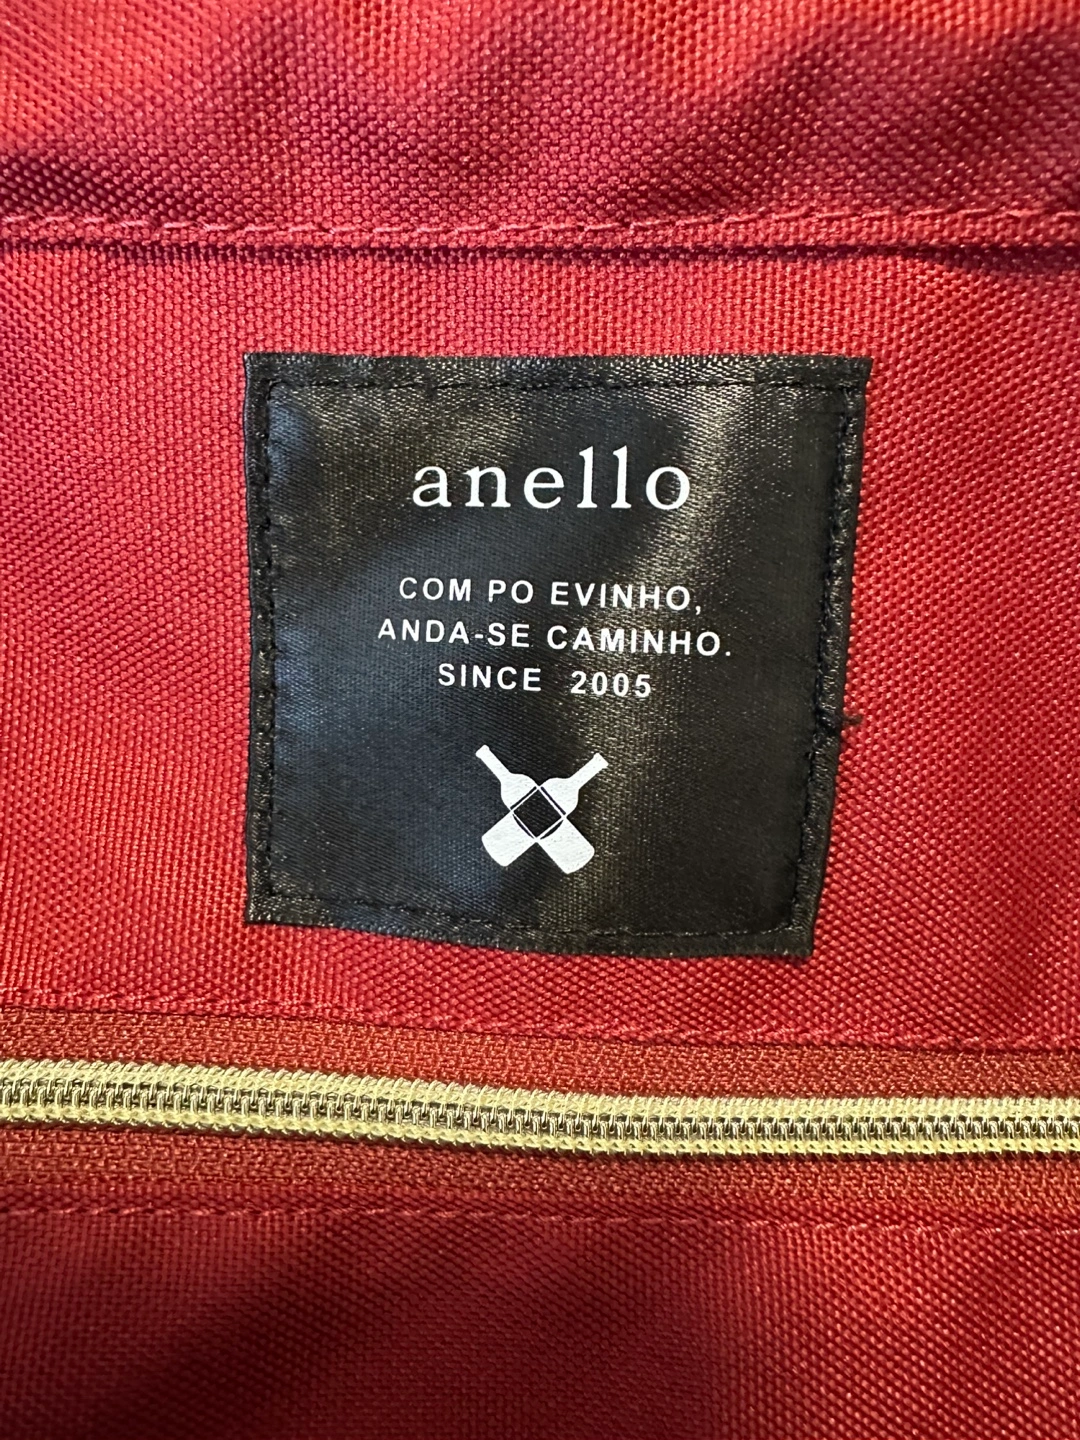 anello
COM PO EVINHO,
ANDA-SE CAMINHO.
SINCE 2005